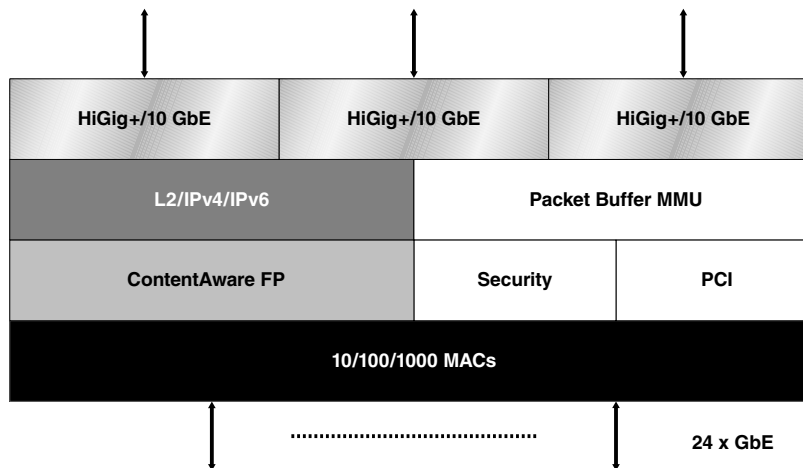 HiGig+/10 GbE HiGig+/10 GbE HiGig+/10 GbE
L2/IPv4/IPv6 Packet Buffer MMU
ContentAware FP Security PCI
10/100/1000 MACs
24 x GbE